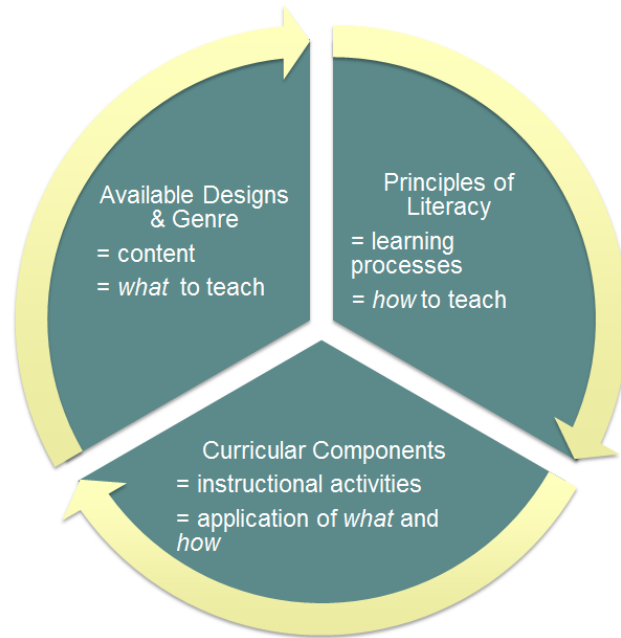 Available Designs
& Genre
= content
= what to teach
Principles of
Literacy
= learning
processes
= how to teach
Curricular Components
= instructional activities
= application of what and
how